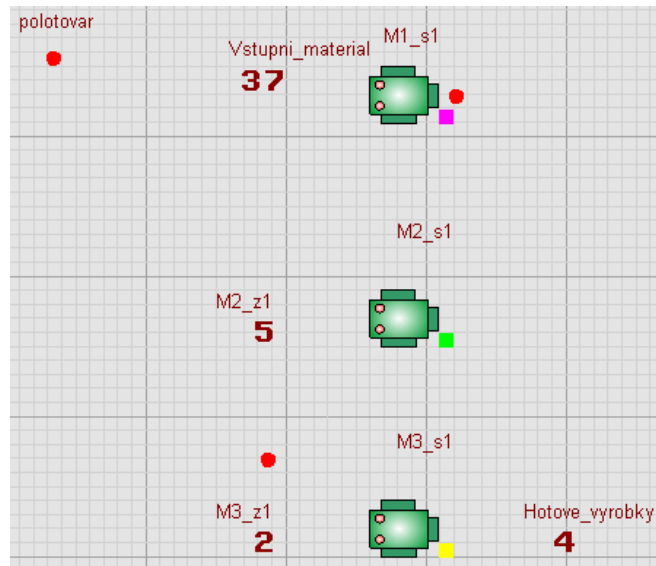 polotovar
Vstupni_material
M1_s1
37
M2_s1
M2_z1
5
M3_s1
M3_z1
2
Hotove_vyrobky
4